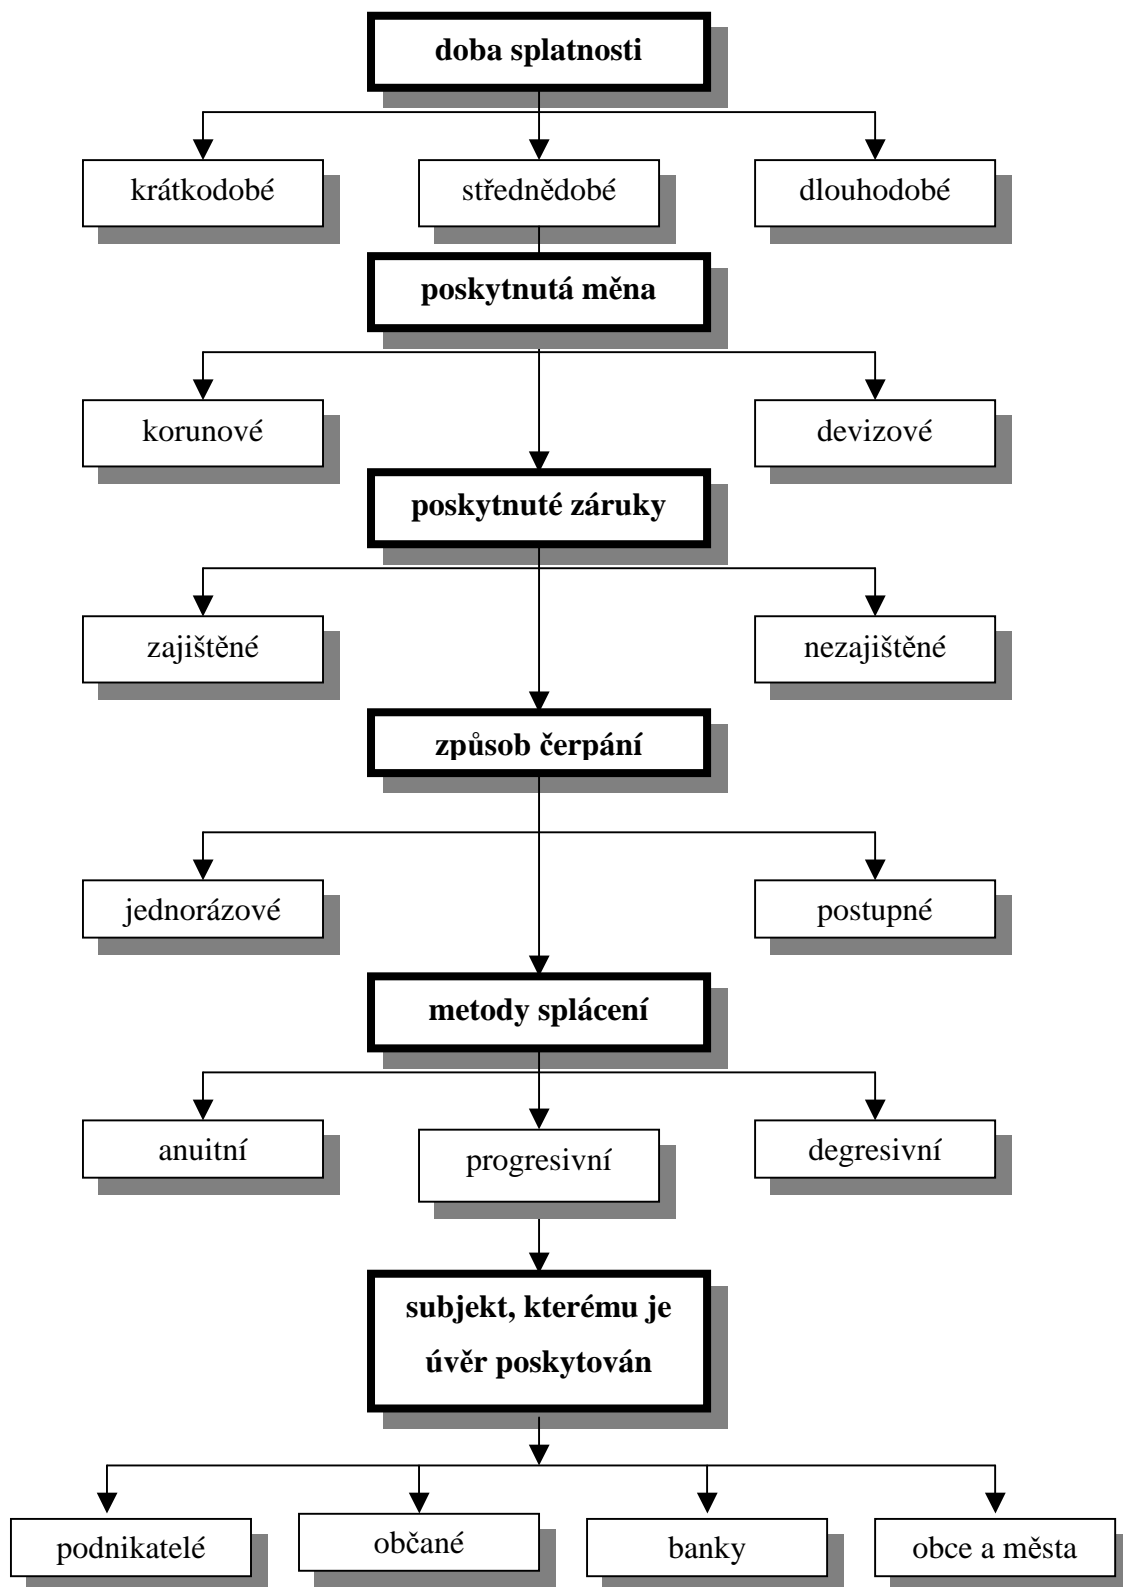 doba splatnosti
krátkodobé
střednědobé
dlouhodobé
poskytnutá měna
korunové
devizové
poskytnuté záruky
zajištěné
nezajištěné
způsob čerpání
jednorázové
postupné
metody splácení
anuitní
progresivní
degresivní
subjekt, kterému je
úvěr poskytován
podnikatelé
občané
banky
obce a města